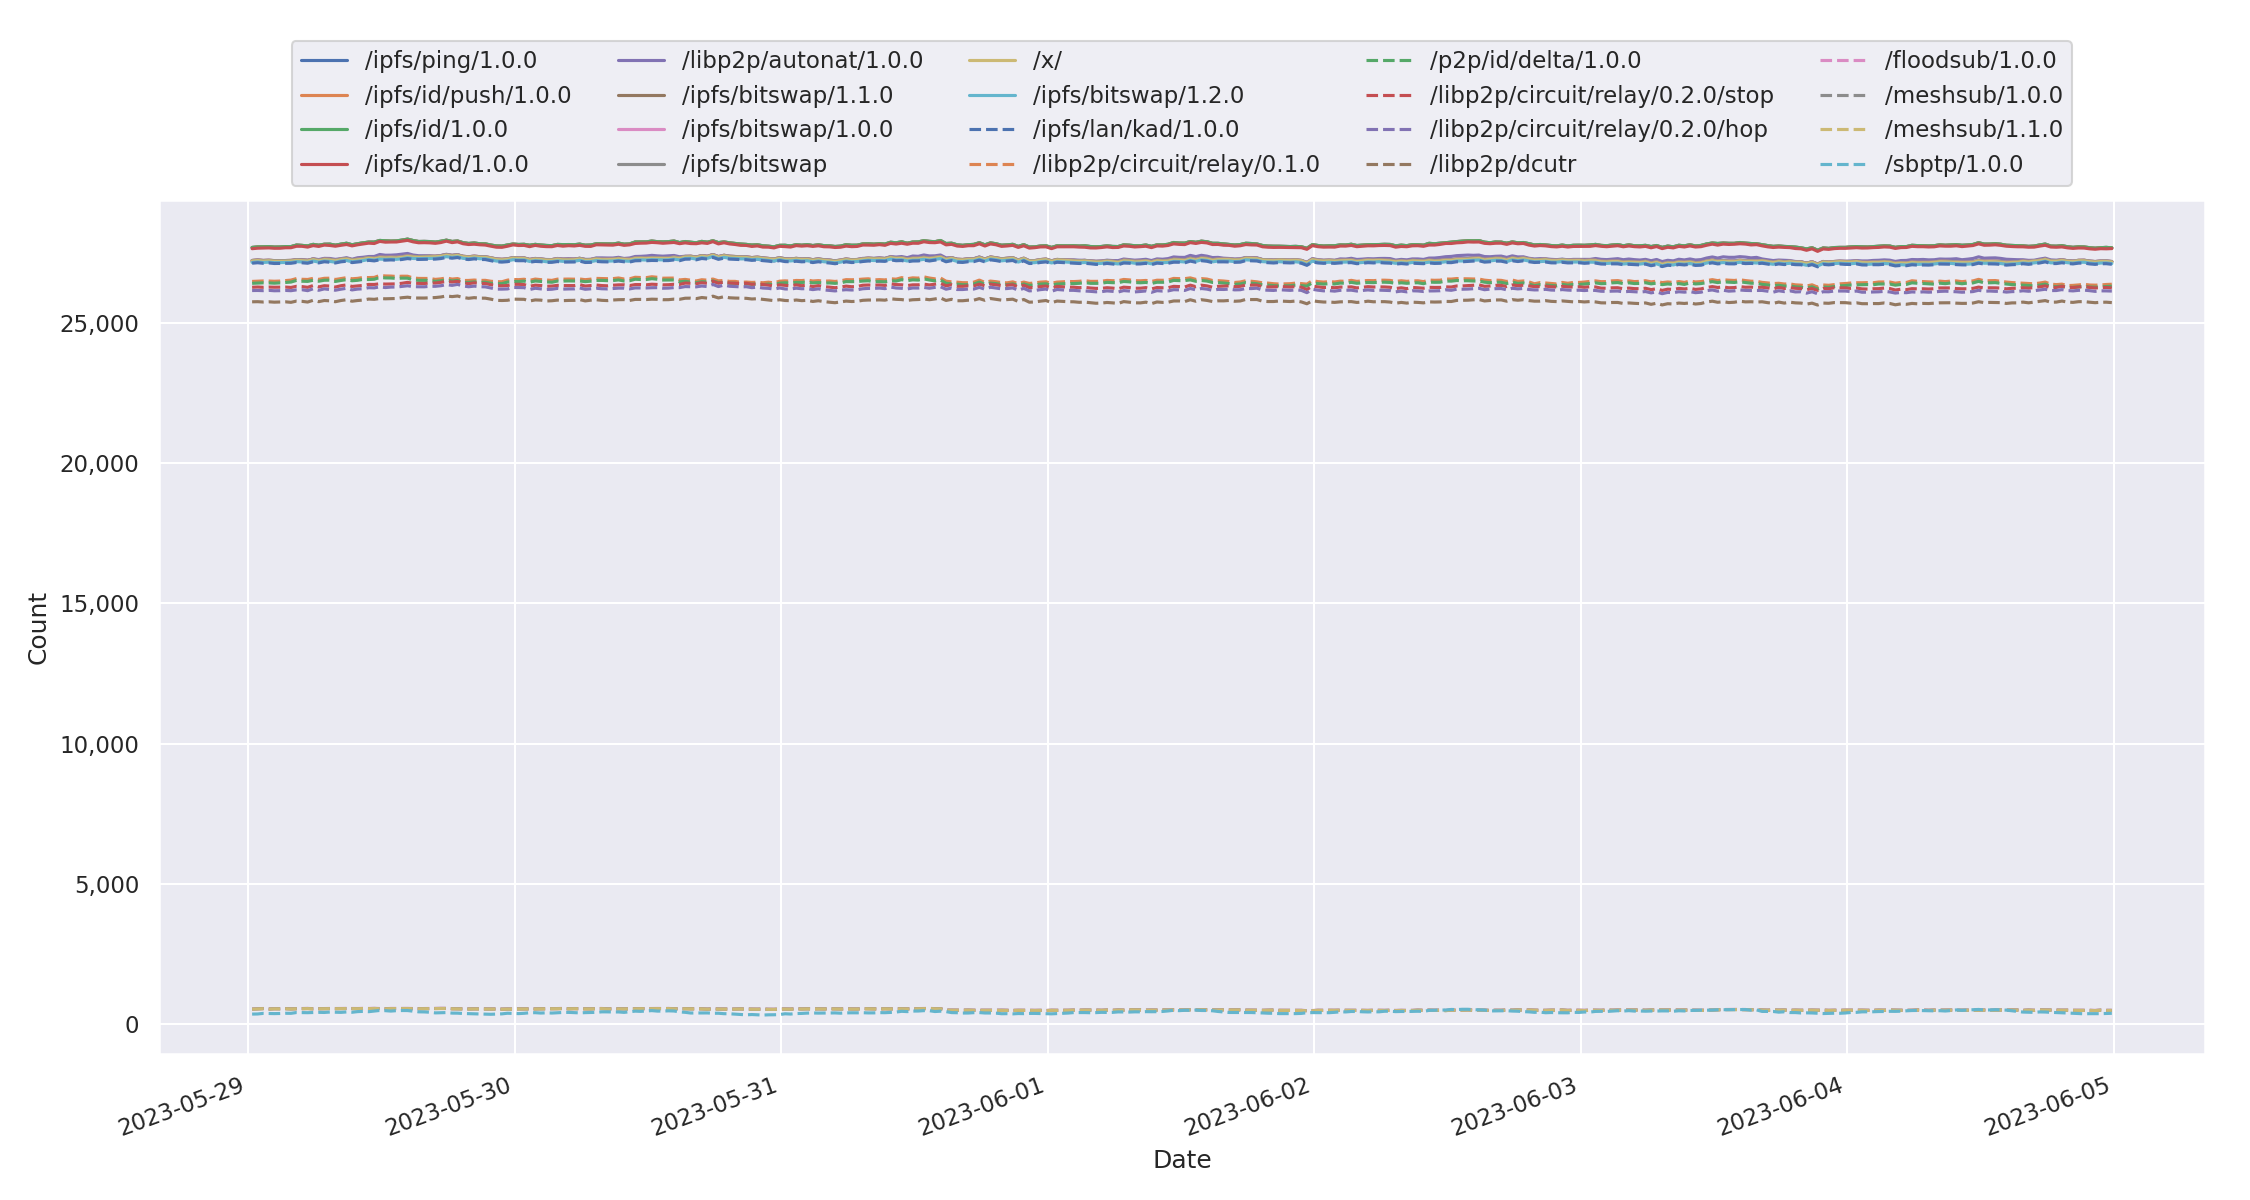 /ipfs/ping/1.0.0
/ipfs/id/push/1.0.0
/ipfs/id/1.0.0
/ipfs/kad/1.0.0
/libp2p/autonat/1.0.0
/ipfs/bitswap/1.1.0
/ipfs/bitswap/1.0.0
/ipfs/bitswap
/x/
/ipfs/bitswap/1.2.0
/ipfs/lan/kad/1.0.0
/libp2p/circuit/relay/0.1.0
/p2p/id/delta/1.0.0
/libp2p/circuit/relay/0.2.0/stop
/libp2p/circuit/relay/0.2.0/hop
/libp2p/dcutr
/floodsub/1.0.0
/meshsub/1.0.0
/meshsub/1.1.0
/sbptp/1.0.0
25,000
20,000
15,000
10,000
5,000
0
Count
2023-05-29
2023-05-30
2023-05-31
2023-06-01
2023-06-02
2023-06-03
2023-06-04
2023-06-05
Date